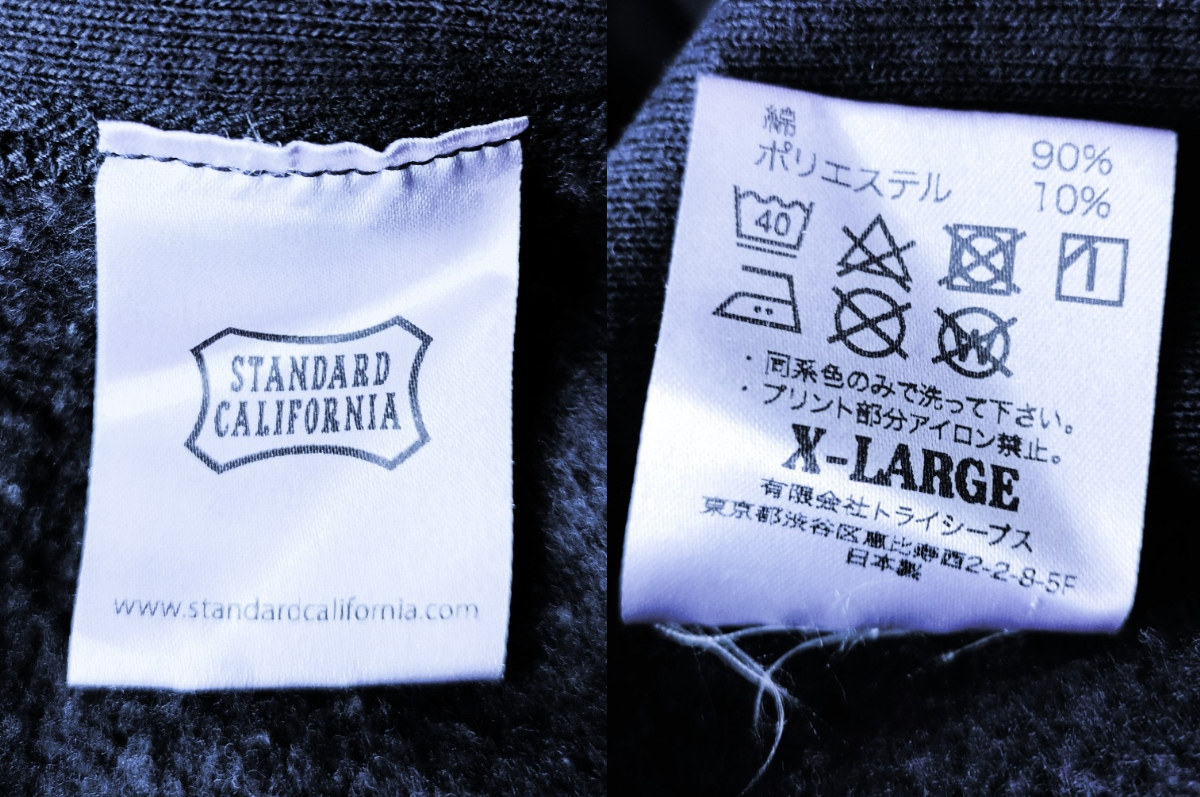 STANDARD
CALIFORNIA
www.standardcalifornia.com
綿 90%
ポリエステル 10%
40
W
・同系色のみで洗って下さい。
・プリント部分アイロン禁止。
X-LARGE
有限会社トライシープス
東京都渋谷区恵比寿西2-2-8-5F
日本製